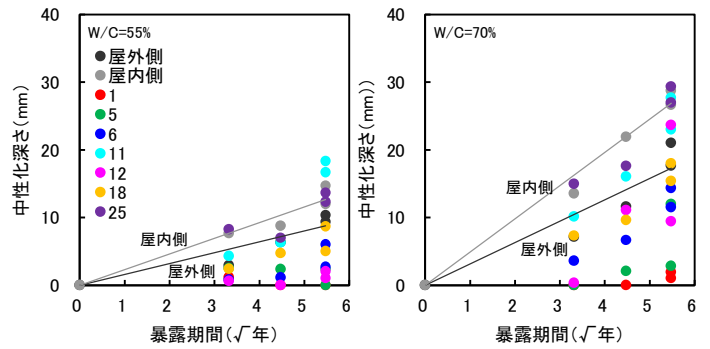 W/C=55%
屋外側
屋内側
1
5
6
11
12
18
25
屋内側
屋外側
40
30
20
10
0
0 1 2 3 4 5 6
中性化深さ(mm)
暴露期間(√年)
W/C=70%
屋内側
屋外側
40
30
20
10
0
0 1 2 3 4 5 6
中性化深さ(mm))
暴露期間(√年)